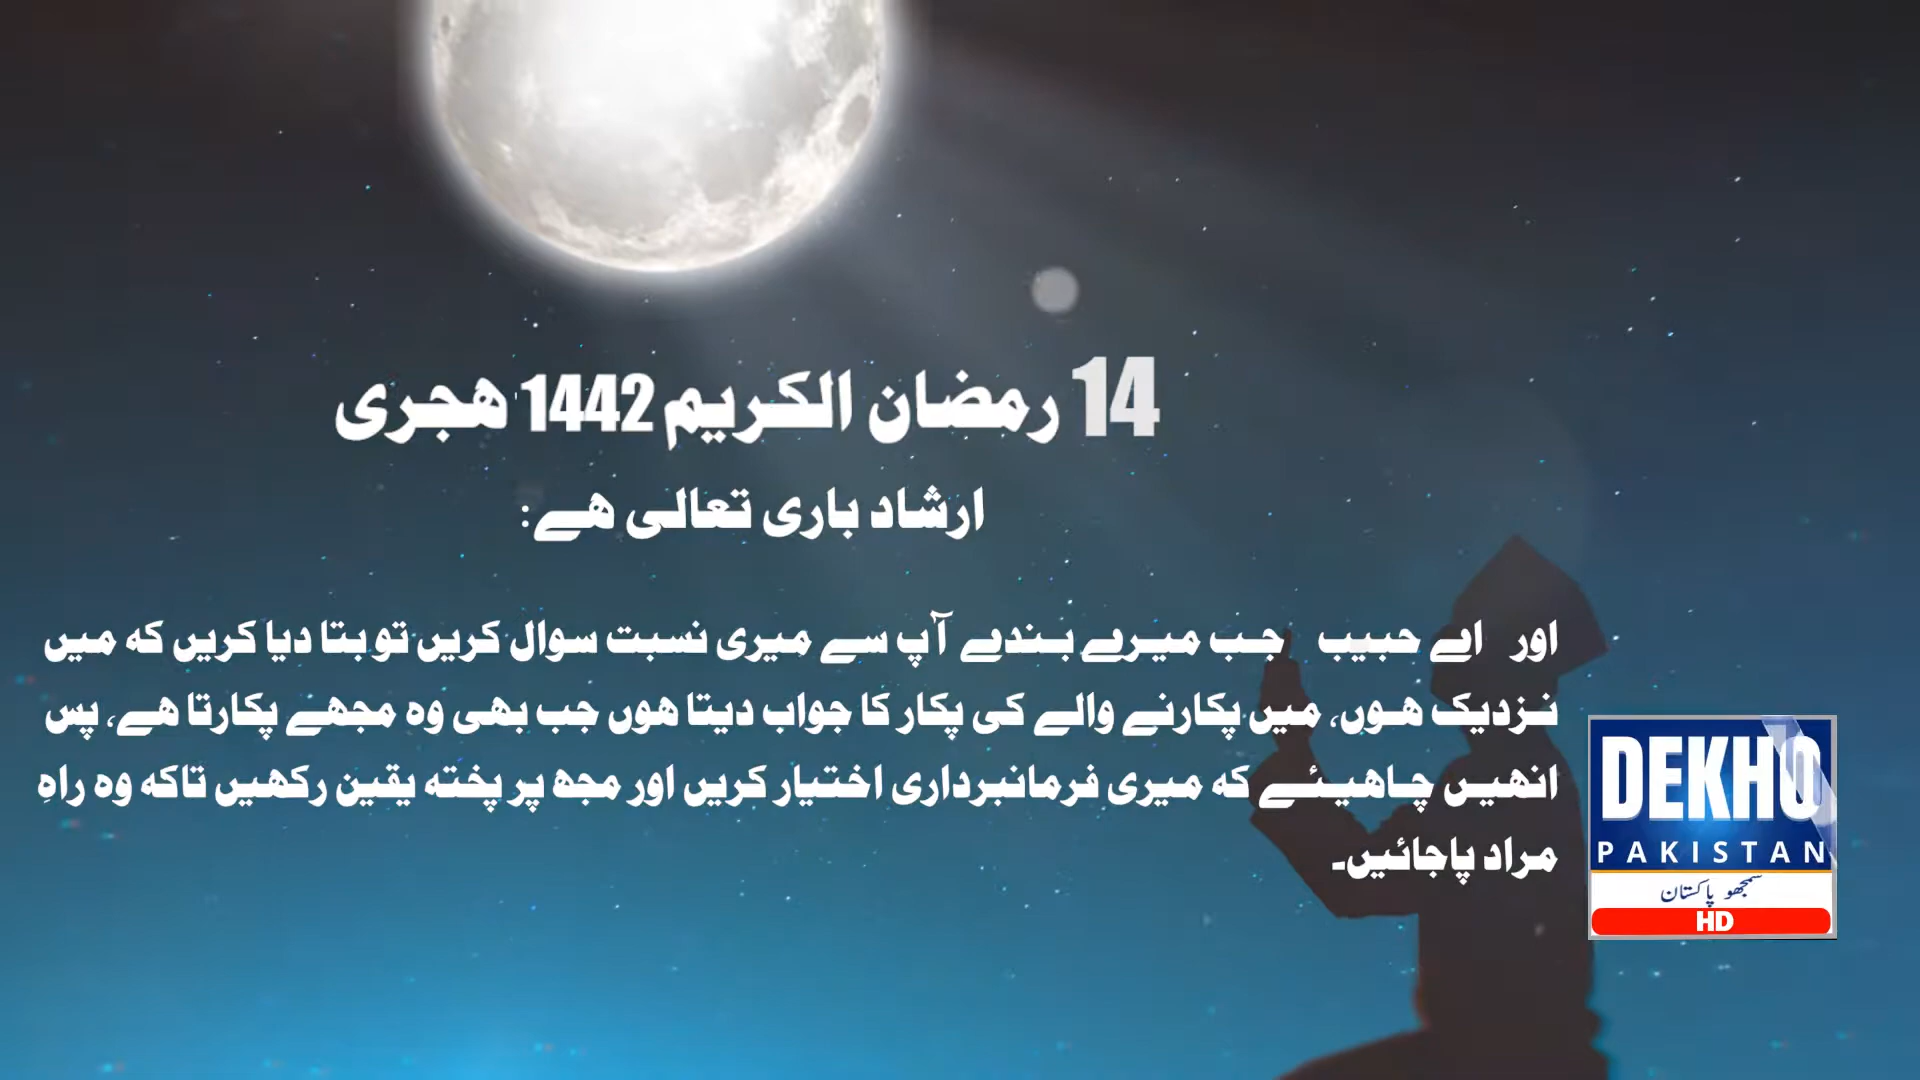 14 رمضان الکریم 1442 ھجری
ارشاد باری تعالی ھے:
اور اے حبیب جب میرے بندے آپ سے میری نسبت سوال کریں تو بتا دیا کریں کہ میں
نزدیک ھوں، میں پکارنے والے کی پکار کا جواب دیتا ھوں جب بھی وہ مجھے پکارتا ھے، پس
انھیں چاھیئے کہ میری فرمانبرداری اختیار کریں اور مجھ پر پختہ یقین رکھیں تاکہ وہ راہِ
مراد پاجائیں۔
DEKHO
PAKISTAN
سمجھو پاکستان
HD